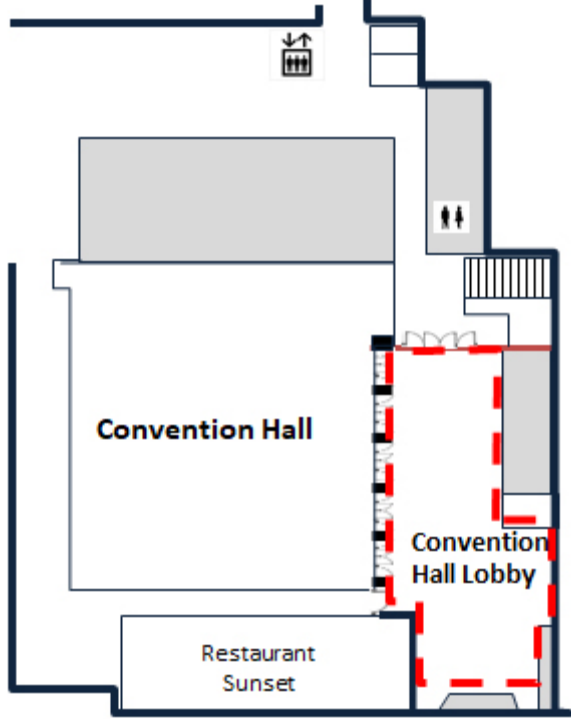 Convention Hall
Convention
Hall Lobby
Restaurant
Sunset